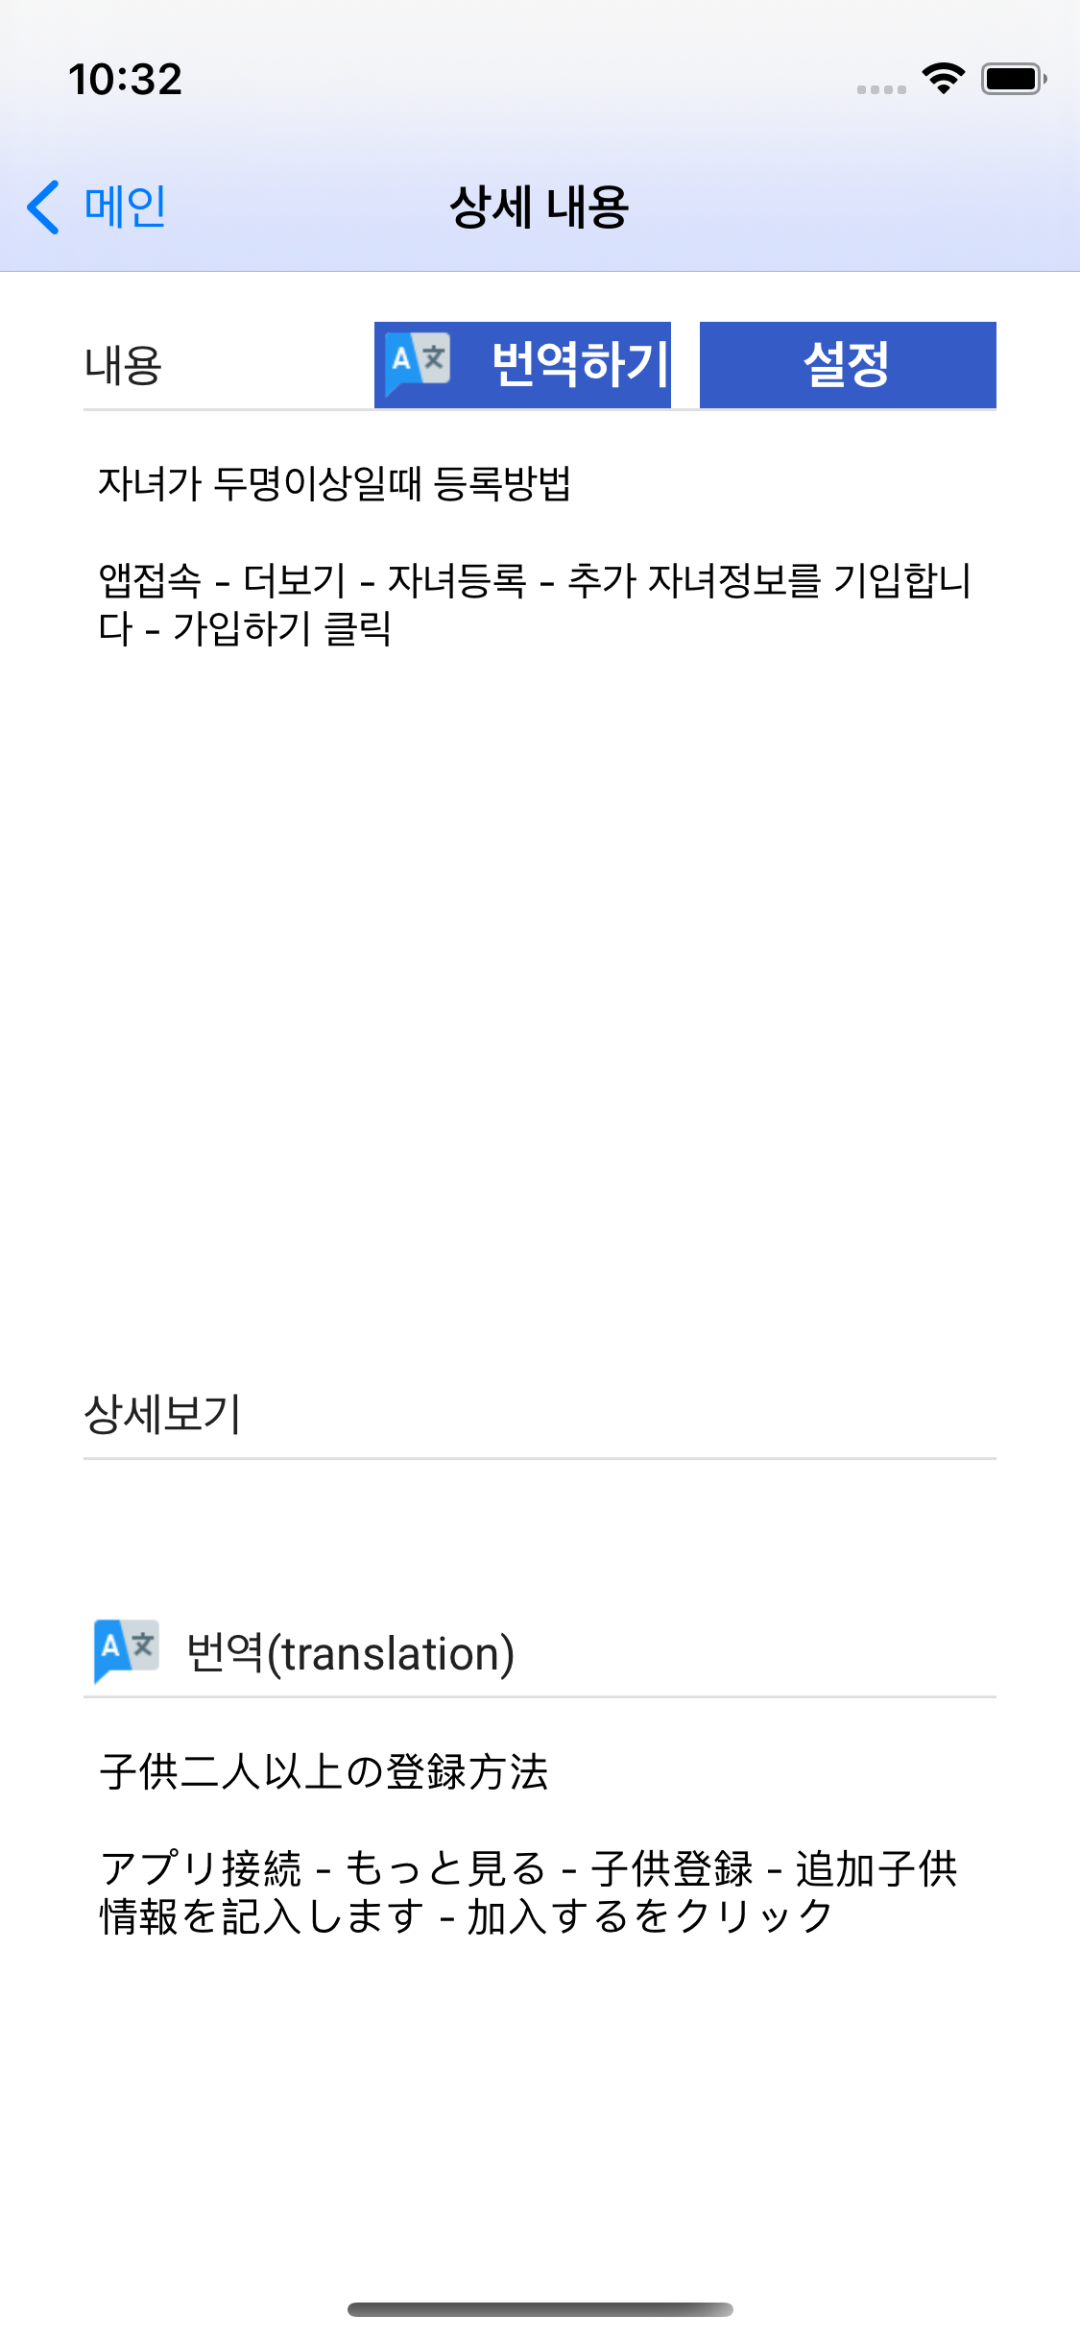 10:32
메인
상세 내용
내용
A文 번역하기
설정
자녀가 두명이상일때 등록방법
앱접속 - 더보기 - 자녀등록 - 추가 자녀정보를 기입합니
다 - 가입하기 클릭
상세보기
A文 번역(translation)
子供二人以上の登録方法
アプリ接続 - もっと見る - 子供登録 - 追加子供
情報を記入します - 加入するをクリック